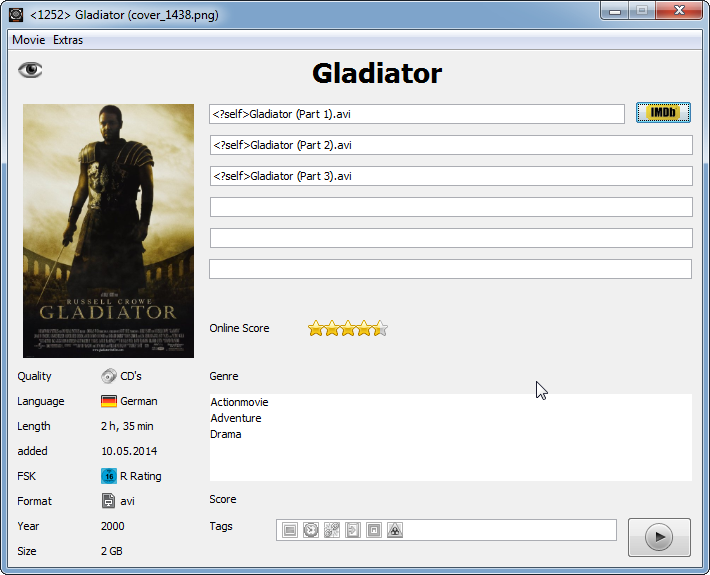 <1252> Gladiator (cover_1438.png)
Movie Extras
Gladiator
<?self>Gladiator (Part 1).avi
IMDb
<?self>Gladiator (Part 2).avi
<?self>Gladiator (Part 3).avi
RUSSELL CROWE
GLADIATOR
Online Score
Quality CD's
Genre
Language German
Actionmovie
Adventure
Drama
Length 2 h, 35 min
added 10.05.2014
FSK 16 R Rating
Format avi
Score
Year 2000
Tags
Size 2 GB